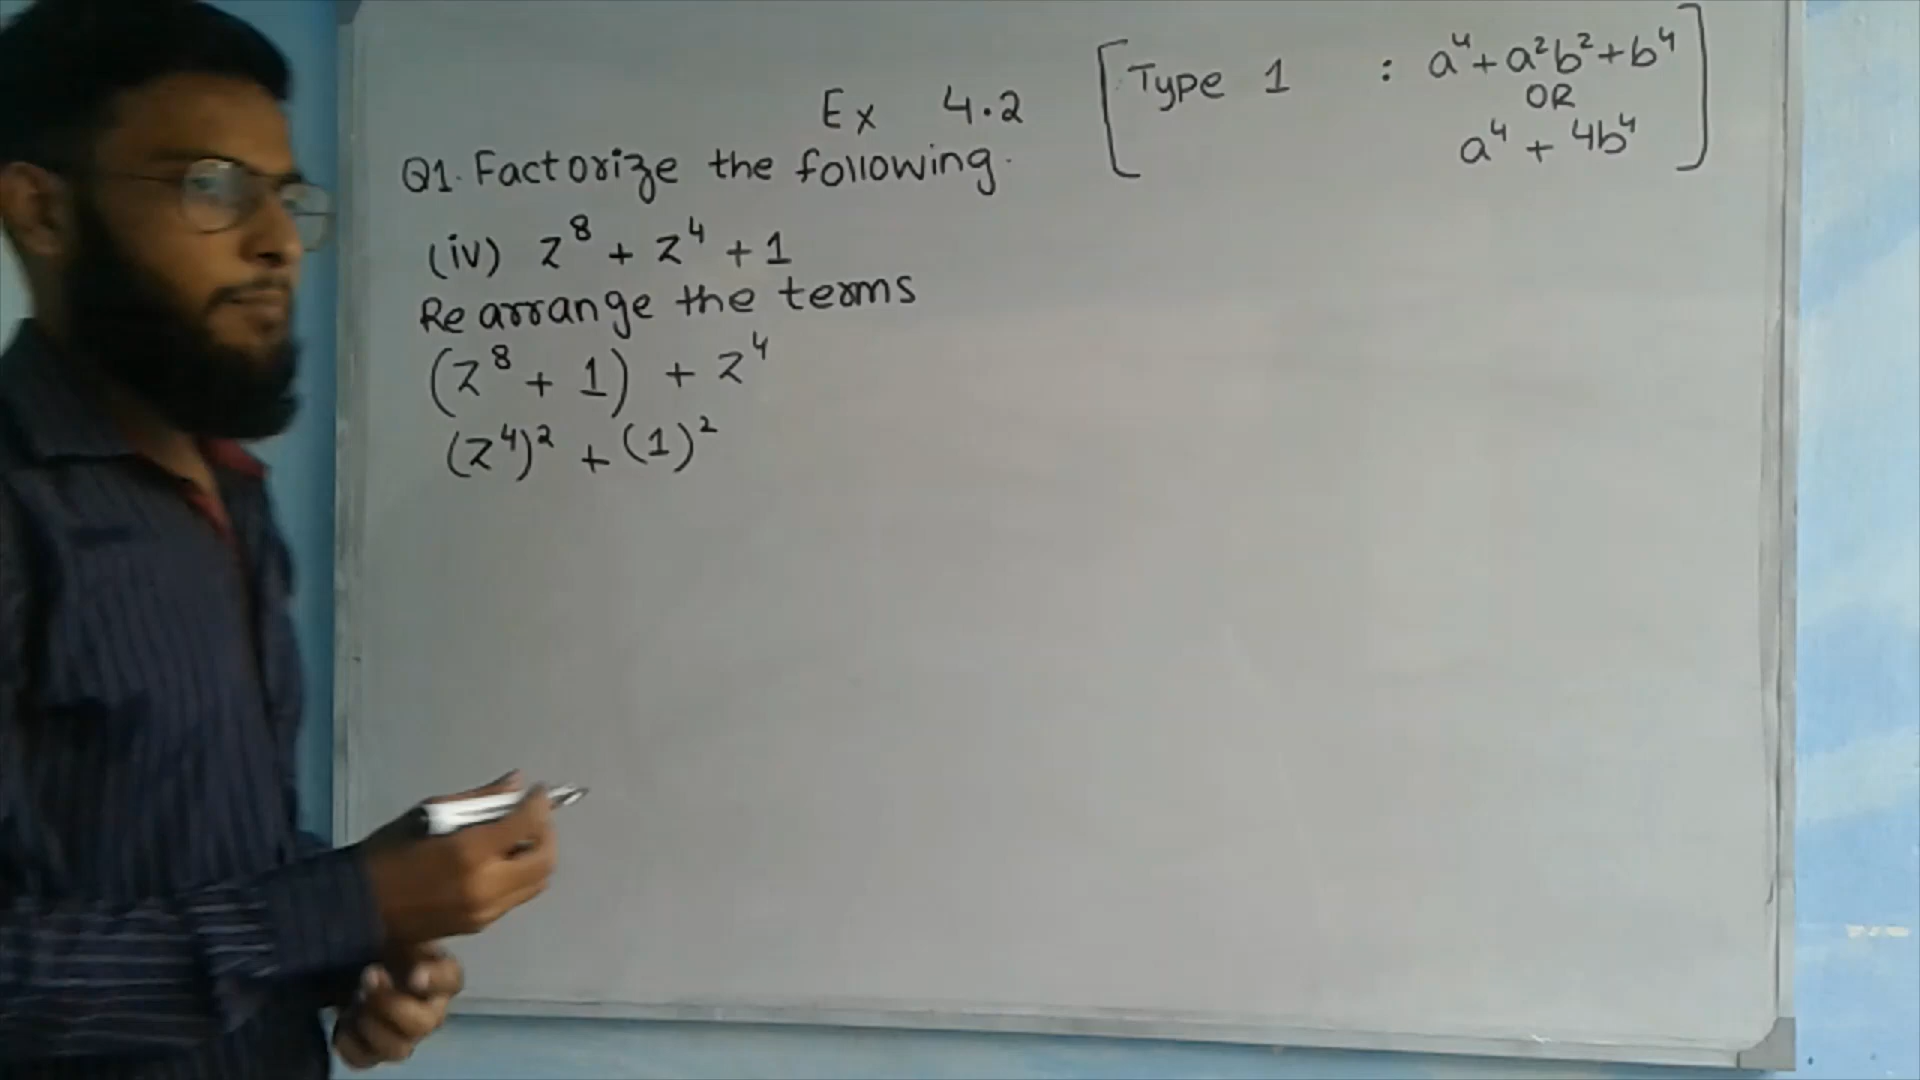 Ex 4.2
[Type 1 : a⁴+a²b²+b⁴
OR
a⁴ + 4b⁴]
Q1. Factorize the following.
(iv) z⁸ + z⁴ + 1
Rearrange the terms
(z⁸ + 1) + z⁴
(z⁴)² + (1)²